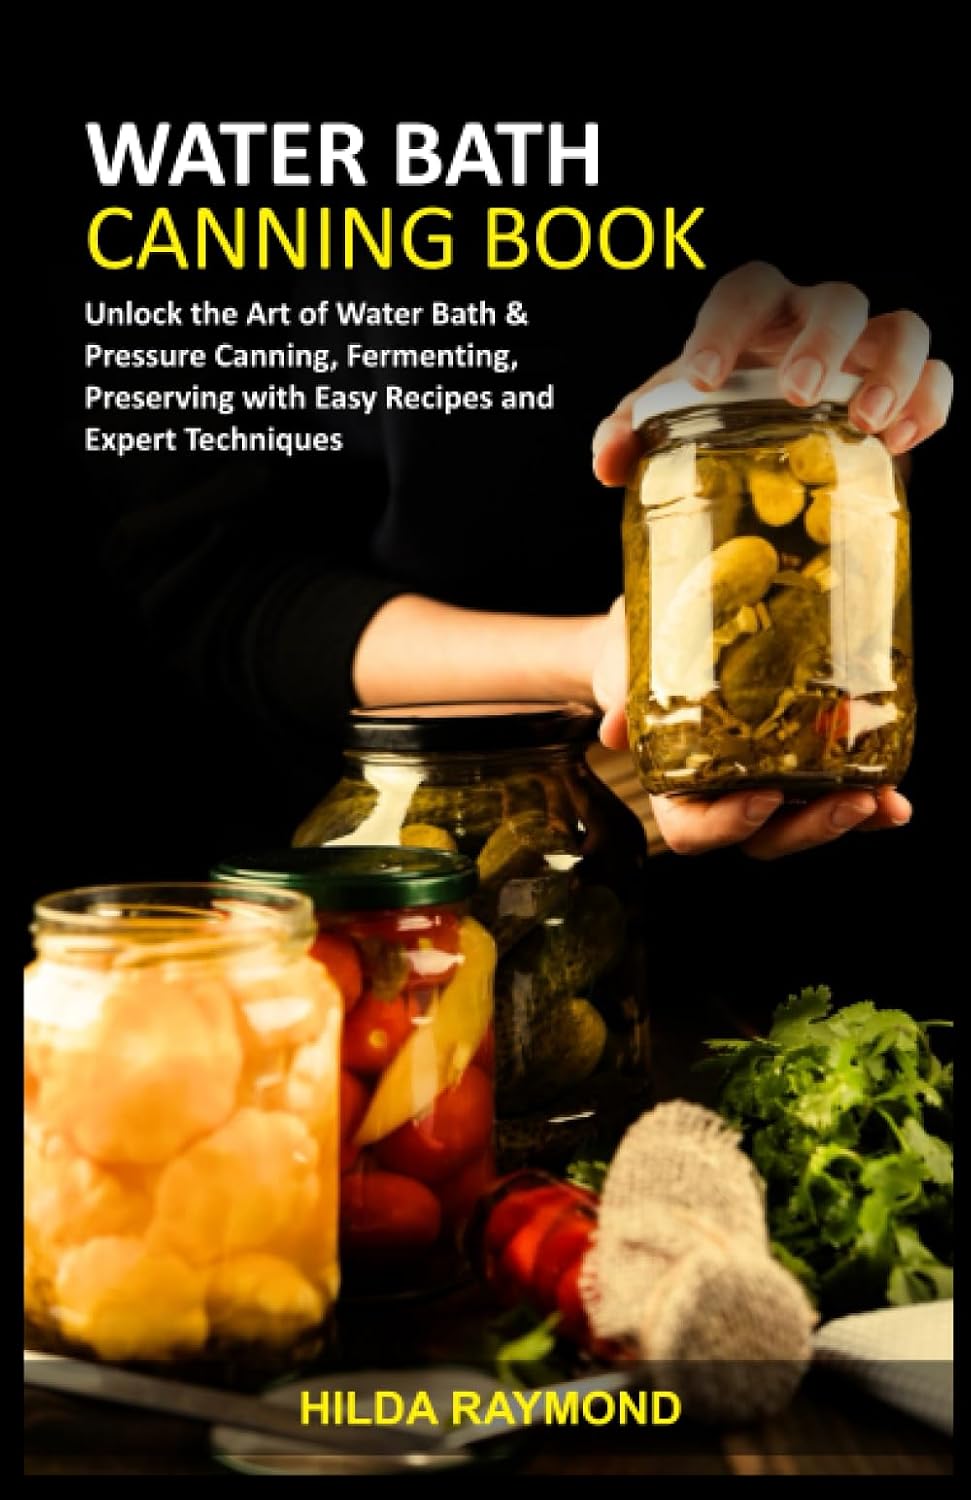 WATER BATH
CANNING BOOK
Unlock the Art of Water Bath &
Pressure Canning, Fermenting,
Preserving with Easy Recipes and
Expert Techniques
HILDA RAYMOND